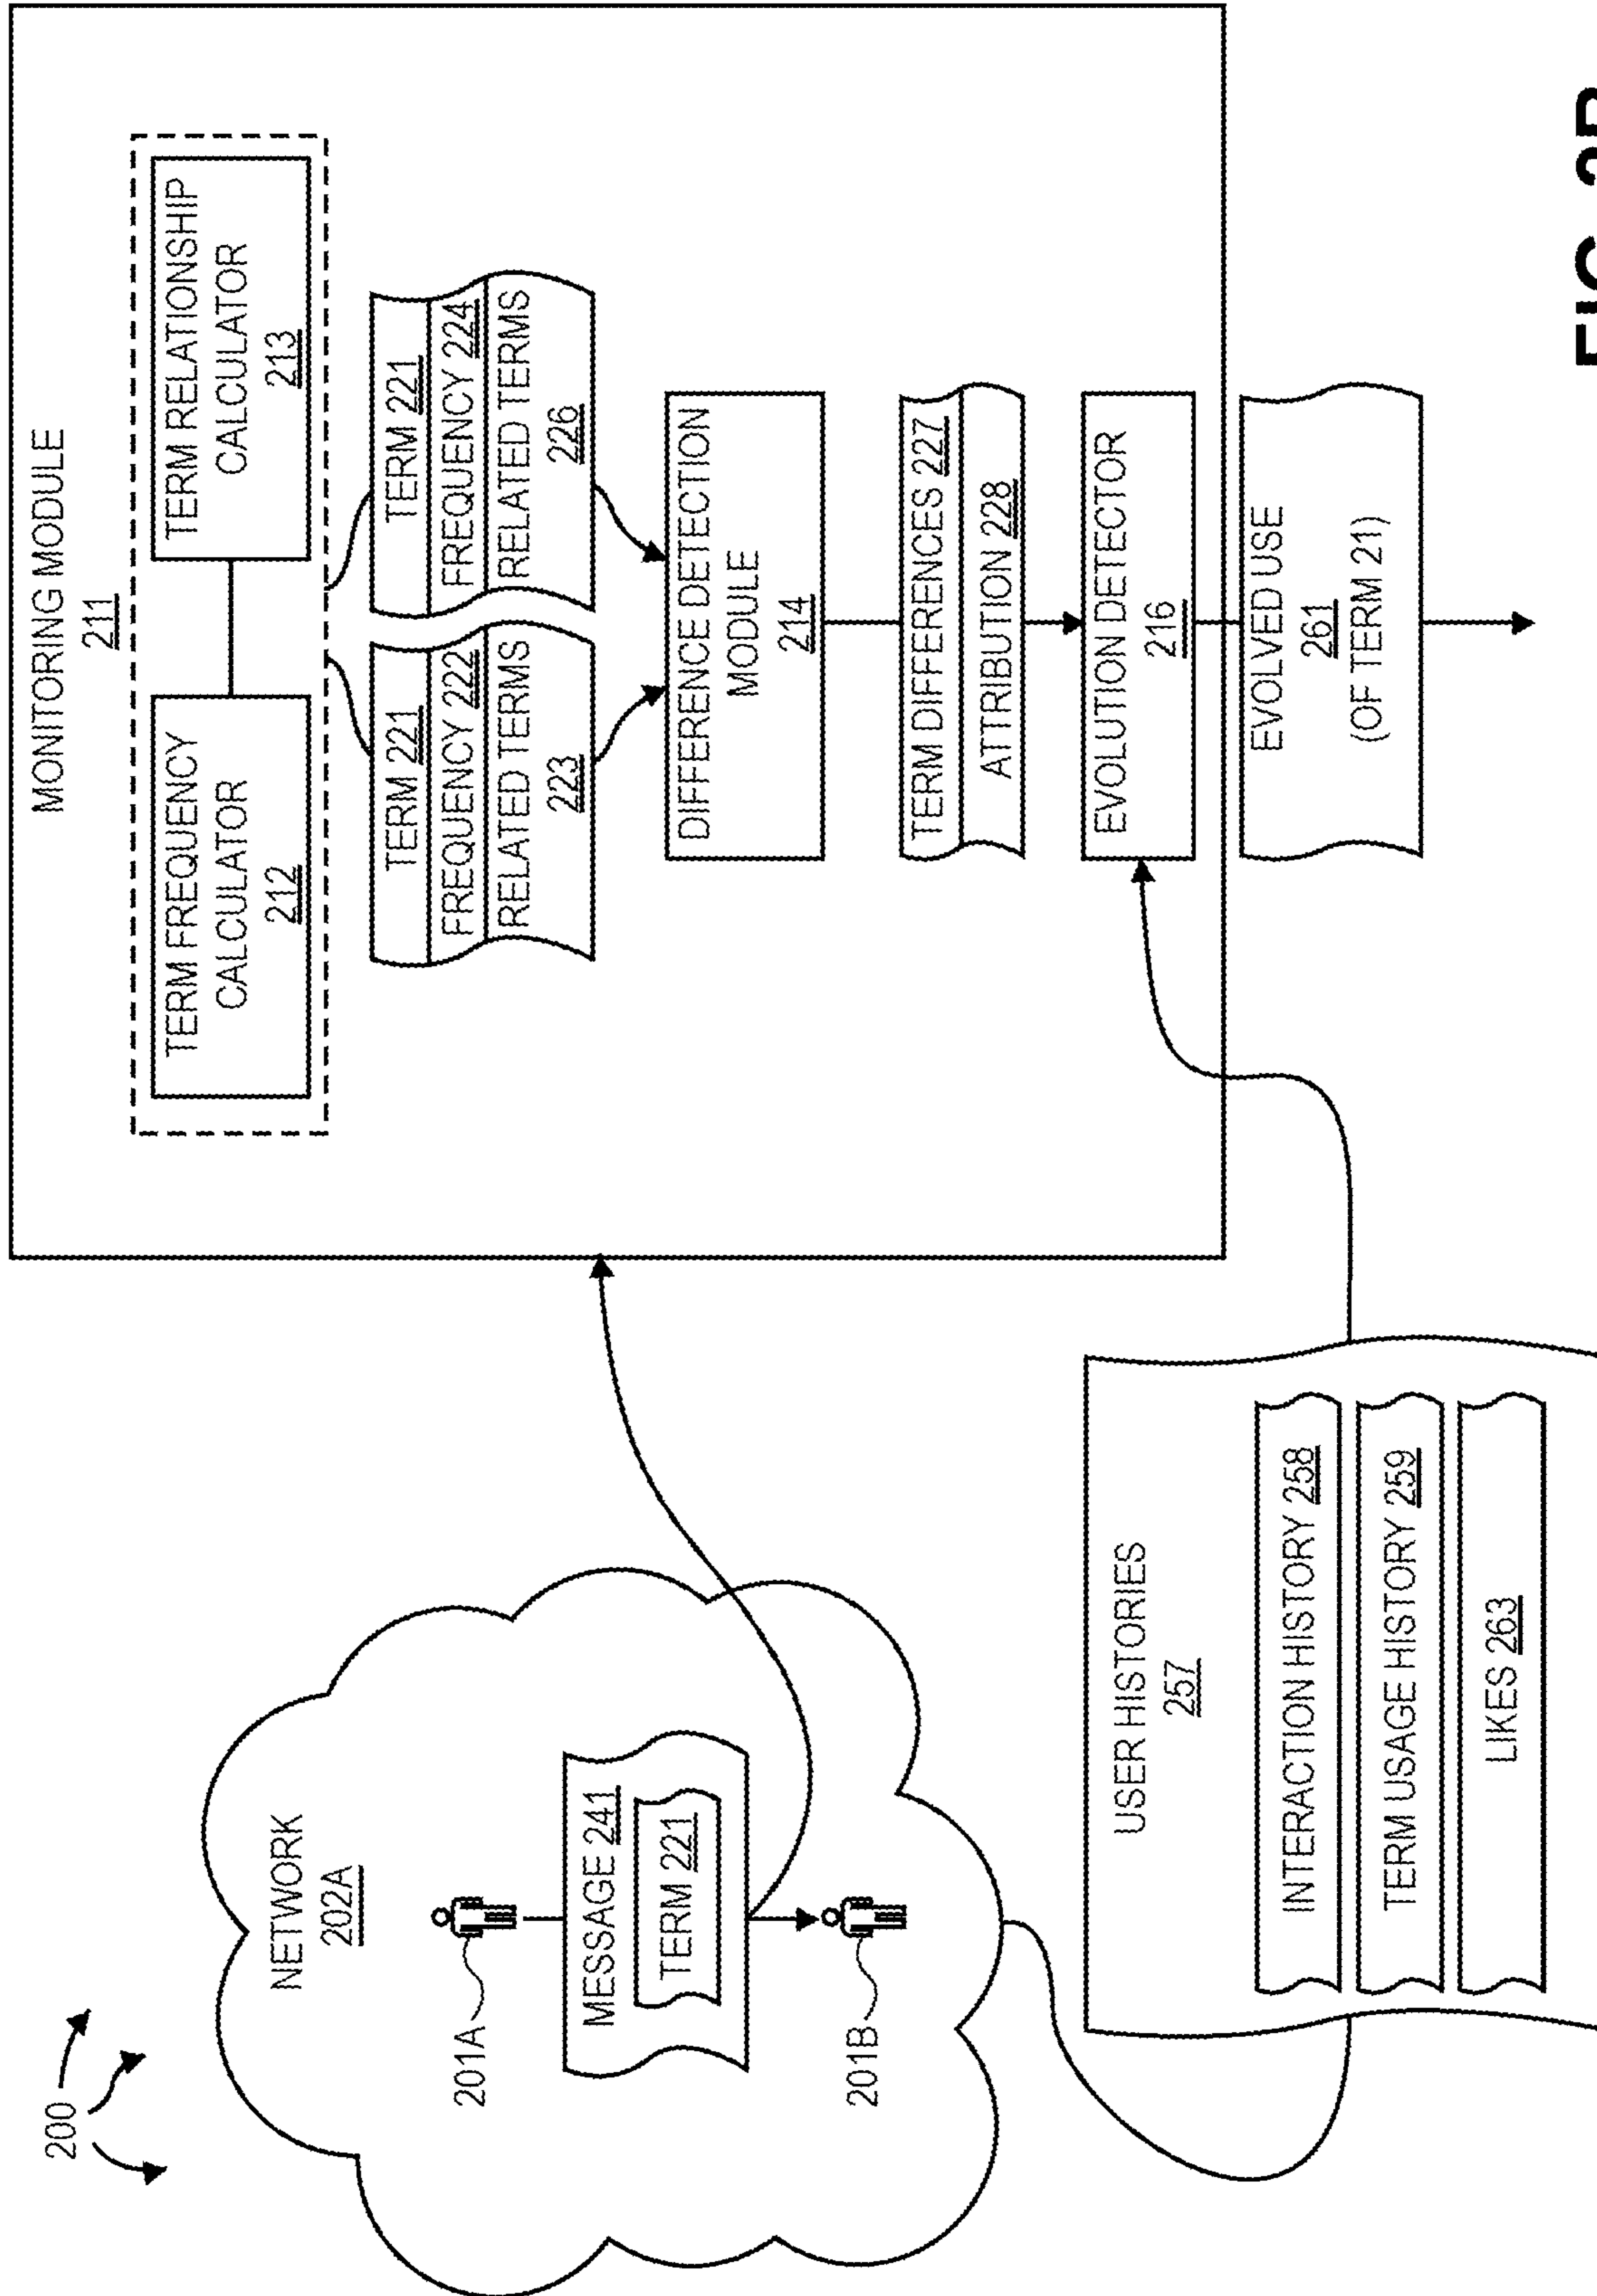 200
NETWORK
202A
201A
MESSAGE 241
TERM 221
201B
USER HISTORIES
257
INTERACTION HISTORY 258
TERM USAGE HISTORY 259
LIKES 263
MONITORING MODULE
211
TERM FREQUENCY
CALCULATOR
212
TERM RELATIONSHIP
CALCULATOR
213
TERM 221
FREQUENCY 222
RELATED TERMS
223
TERM 221
FREQUENCY 224
RELATED TERMS
226
DIFFERENCE DETECTION
MODULE
214
TERM DIFFERENCES 227
ATTRIBUTION 228
EVOLUTION DETECTOR
216
EVOLVED USE
261
(OF TERM 21)
FIG.